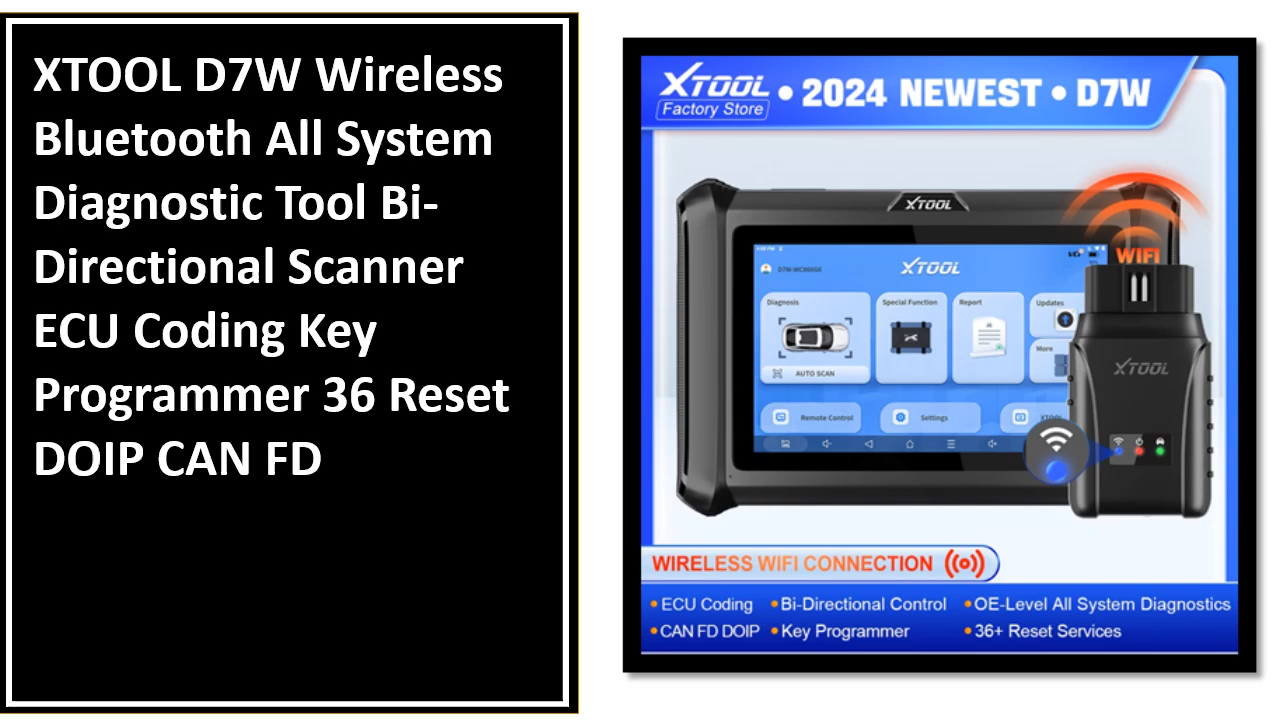 XTOOL D7W Wireless
Bluetooth All System
Diagnostic Tool Bi-
Directional Scanner
ECU Coding Key
Programmer 36 Reset
DOIP CAN FD
XTOOL
Factory Store
• 2024 NEWEST • D7W
XTOOL
XTOOL
Diagnosis
AUTO SCAN
Special Function
Report
Updates
More
Remote Control
Settings
WIFI
XTOOL
WIRELESS WIFI CONNECTION
• ECU Coding • Bi-Directional Control • OE-Level All System Diagnostics
• CAN FD DOIP • Key Programmer • 36+ Reset Services